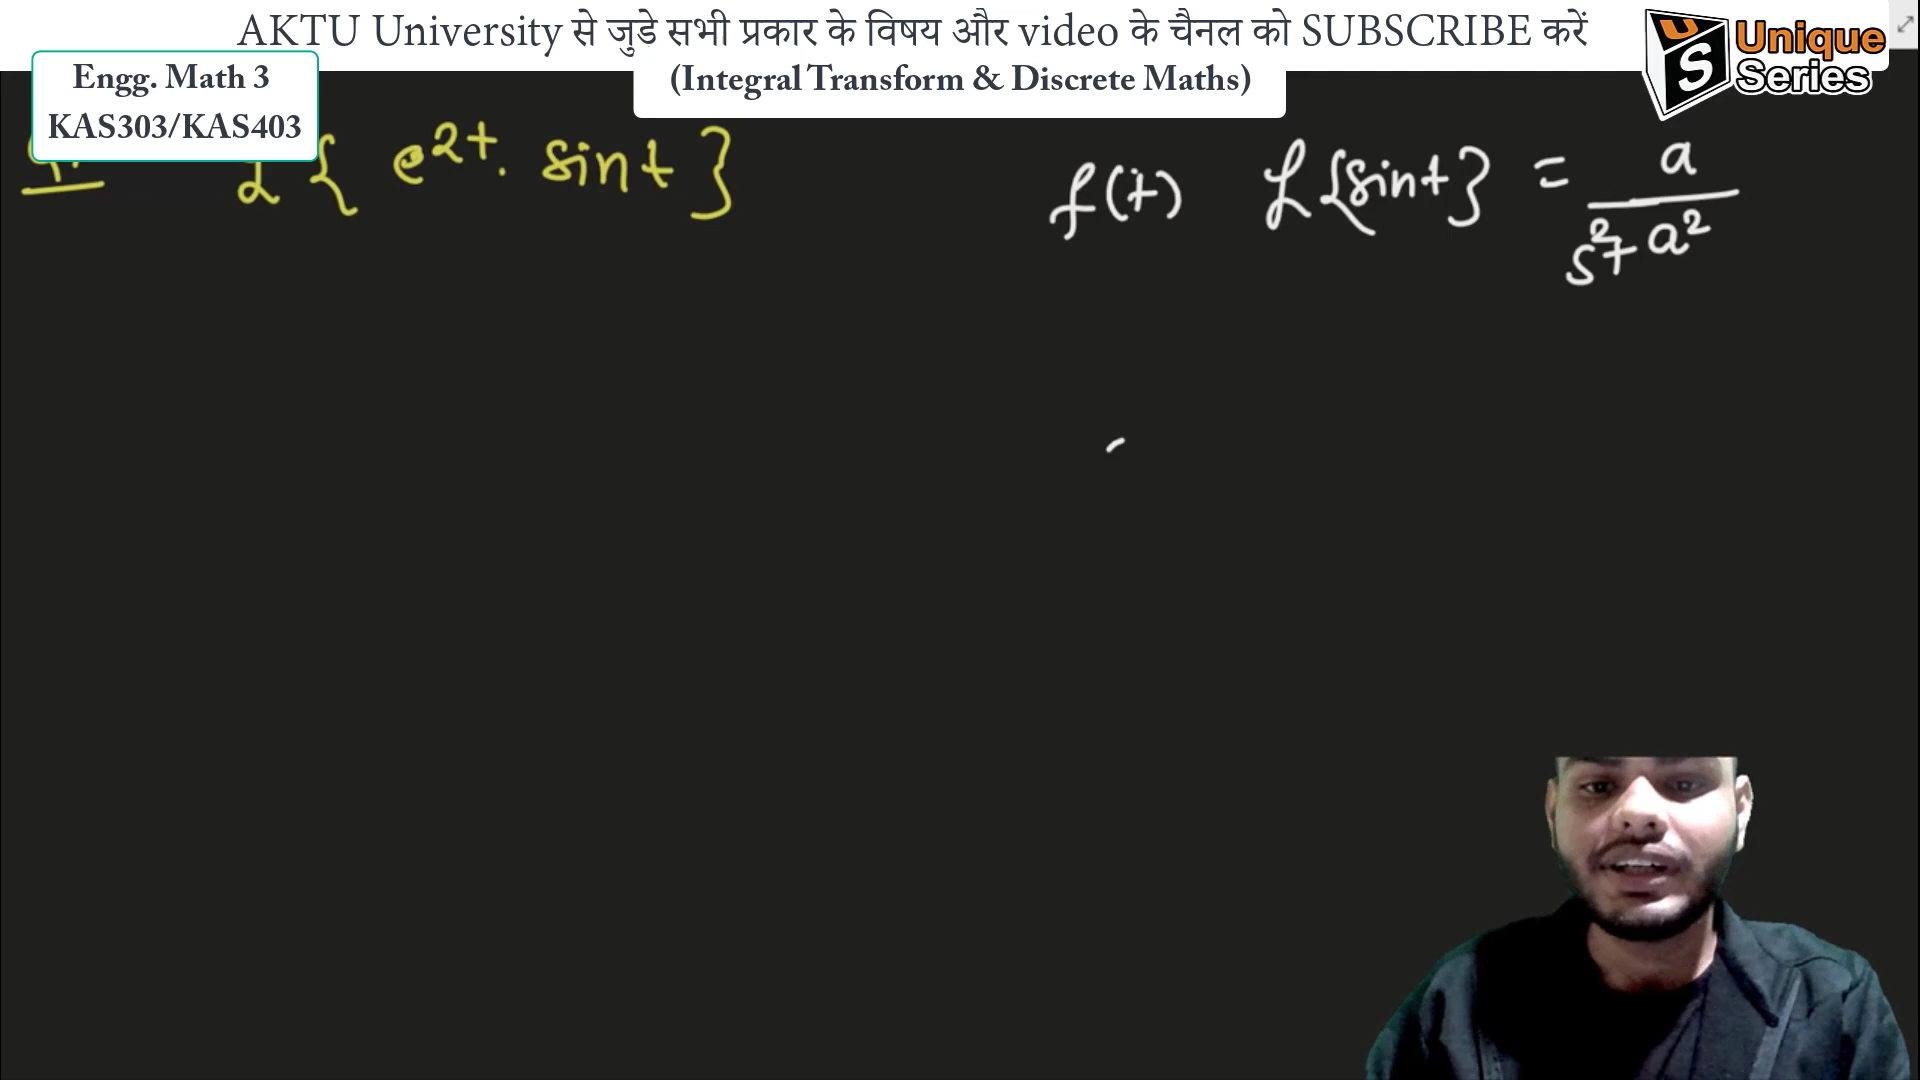 AKTU University से जुडे सभी प्रकार के विषय और video के चैनल को SUBSCRIBE करें
Unique
Series
US
Engg. Math 3
KAS303/KAS403
(Integral Transform & Discrete Maths)
ℒ { e^2t . sint }
f(t) ℒ {sint} = a / s^2 + a^2